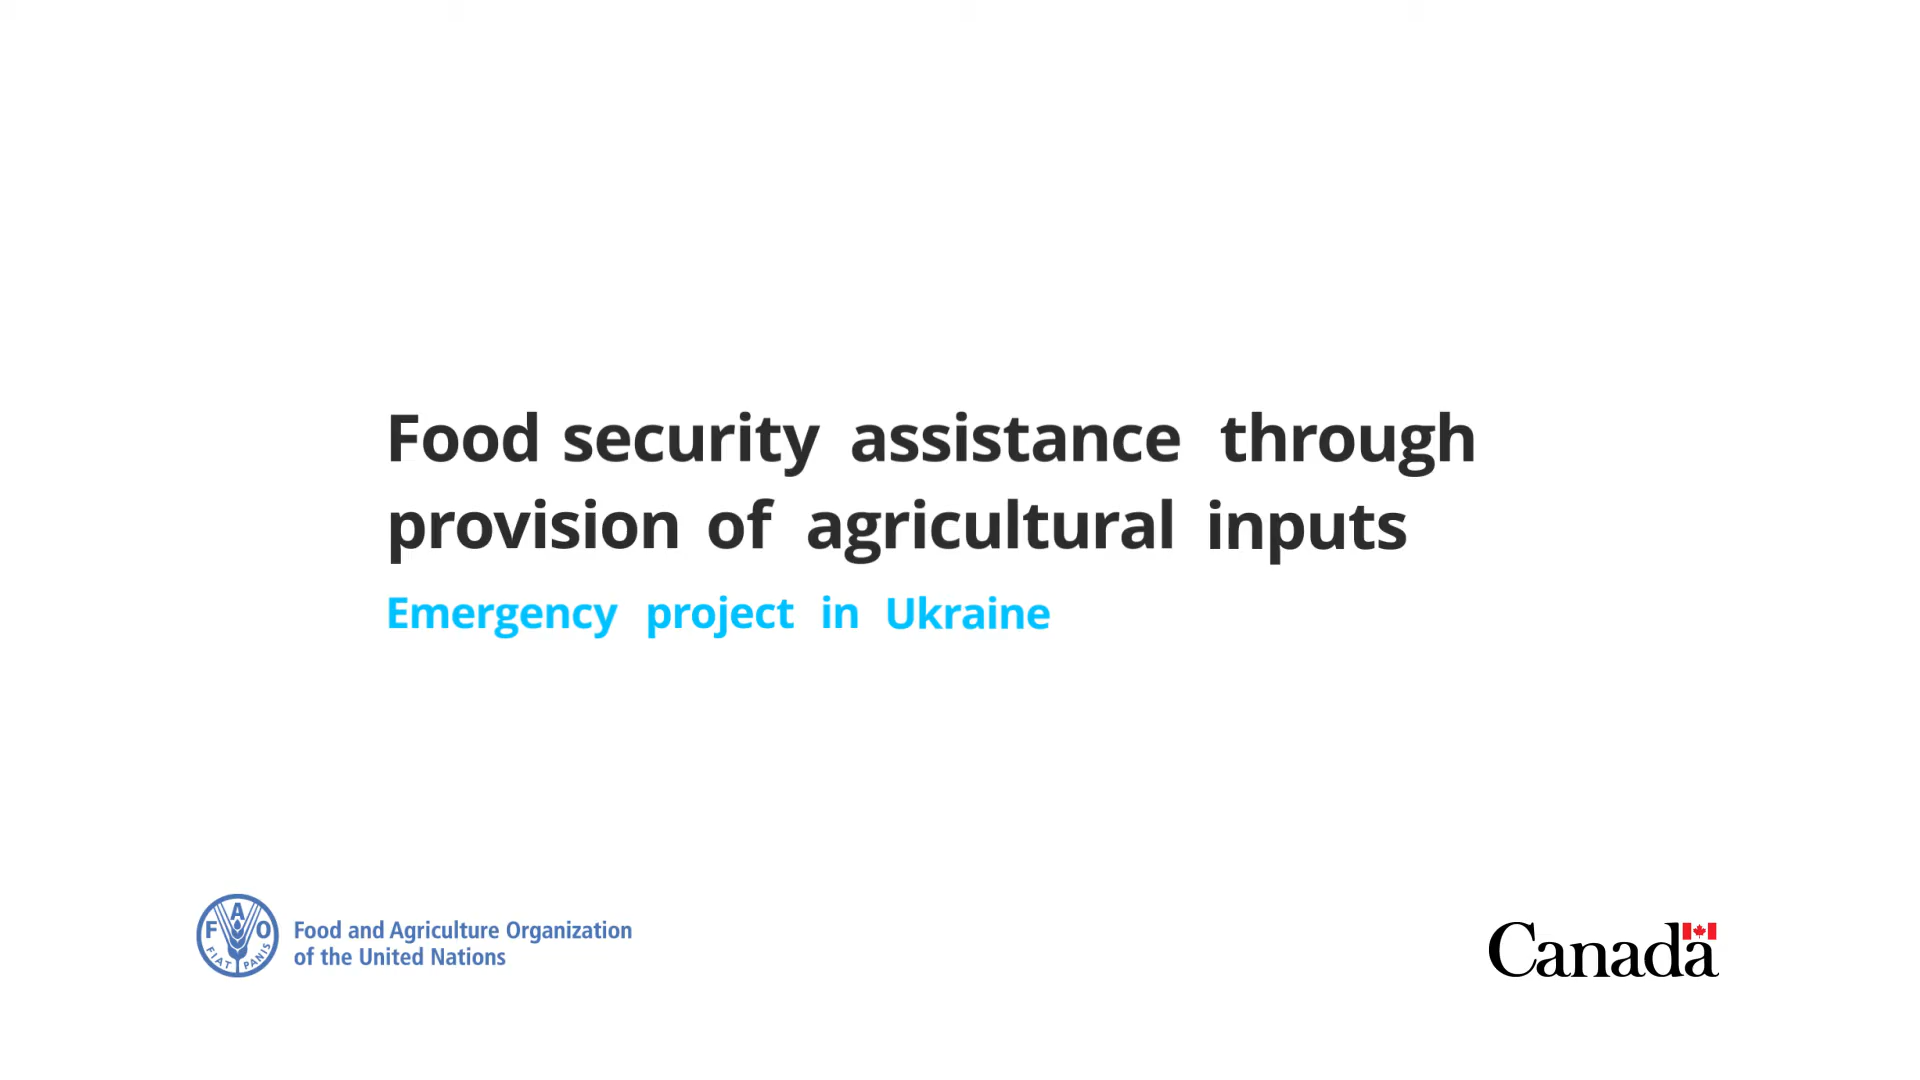 Food security assistance through
provision of agricultural inputs
Emergency project in Ukraine
F A O
FIAT PANIS
Food and Agriculture Organization
of the United Nations
Canada